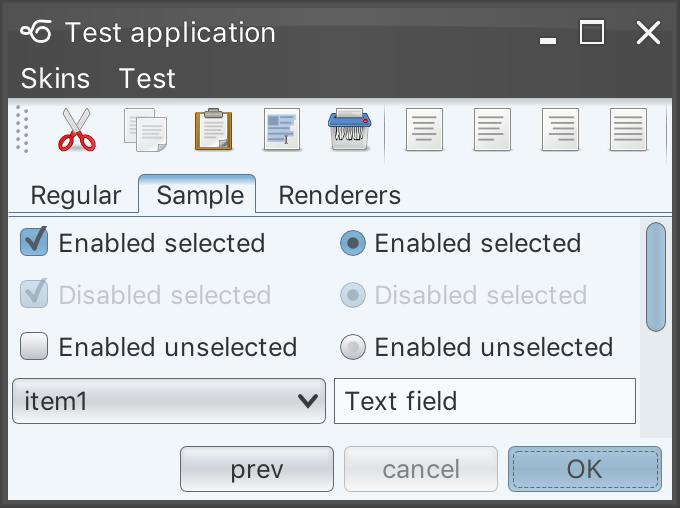 Test application
Skins Test
Regular Sample Renderers
Enabled selected Enabled selected
Disabled selected Disabled selected
Enabled unselected Enabled unselected
item1 Text field
prev cancel OK